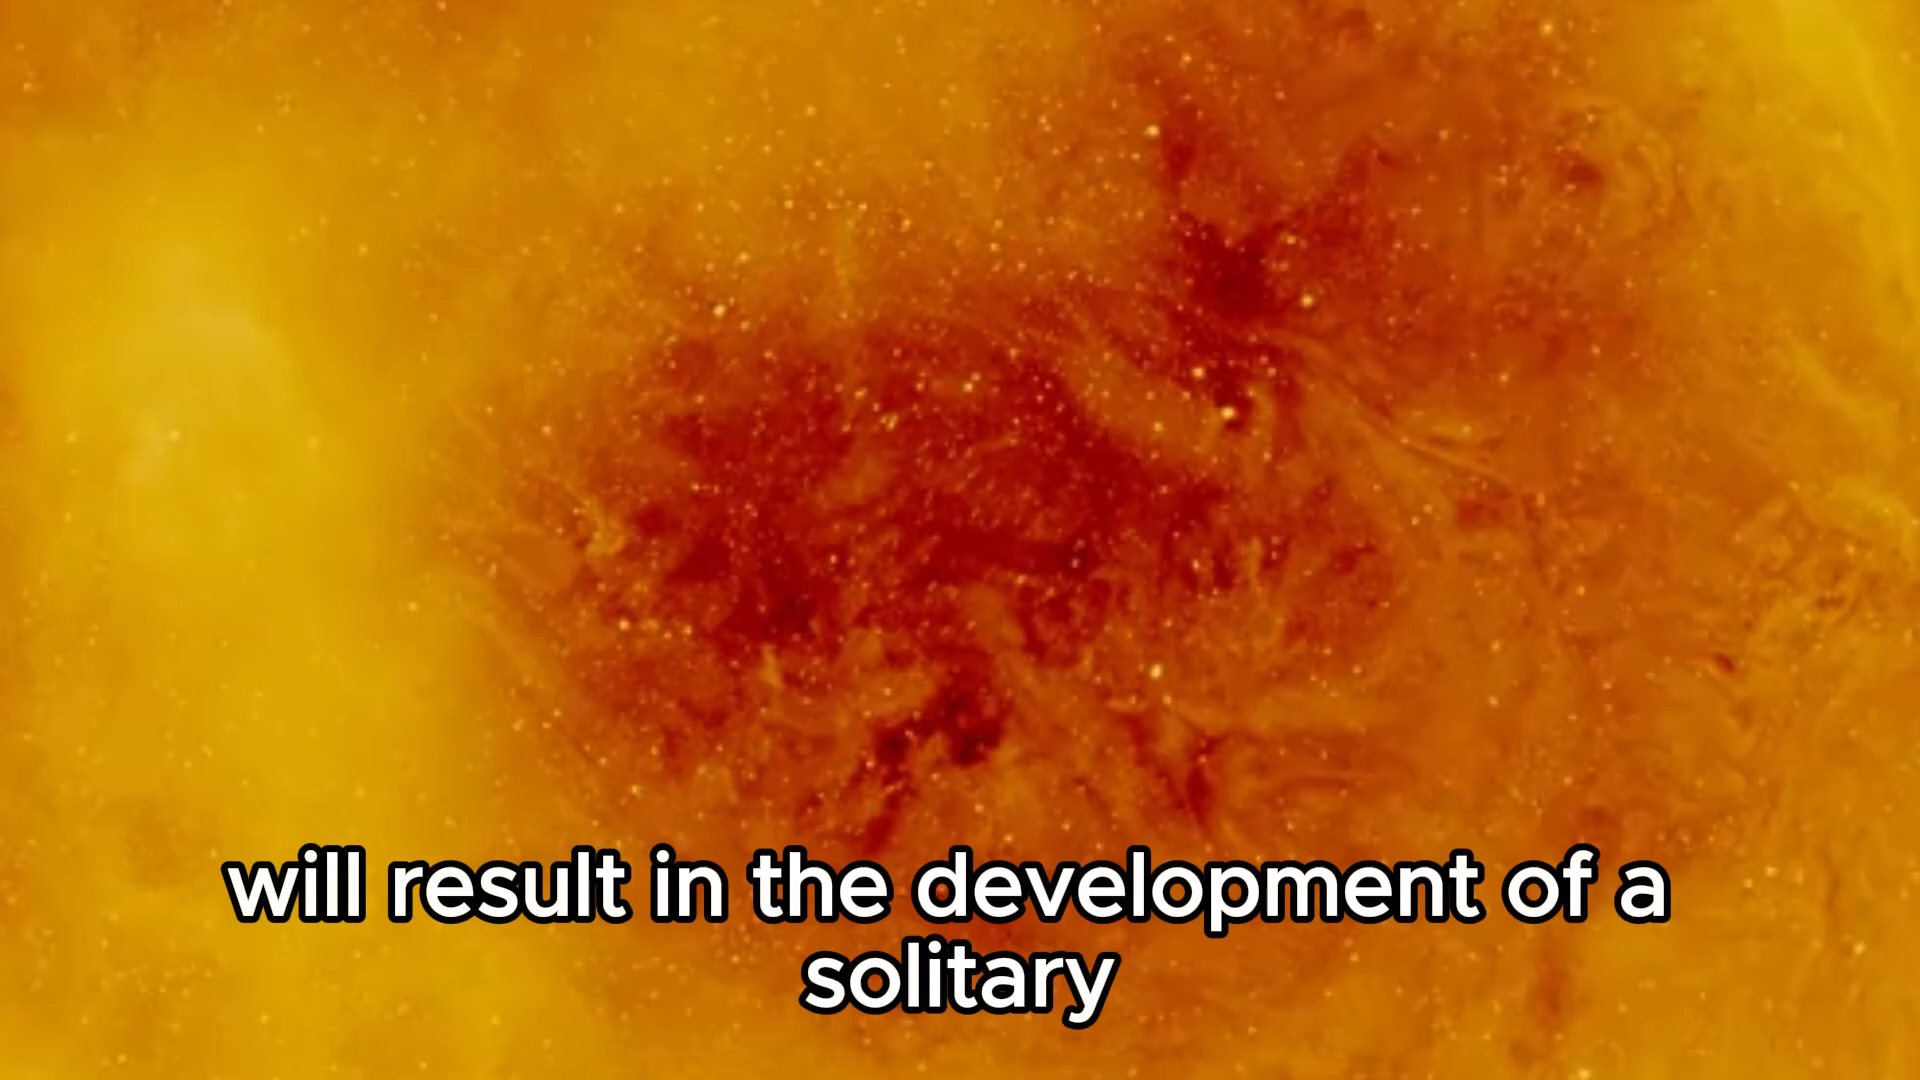 will result in the development of a
solitary